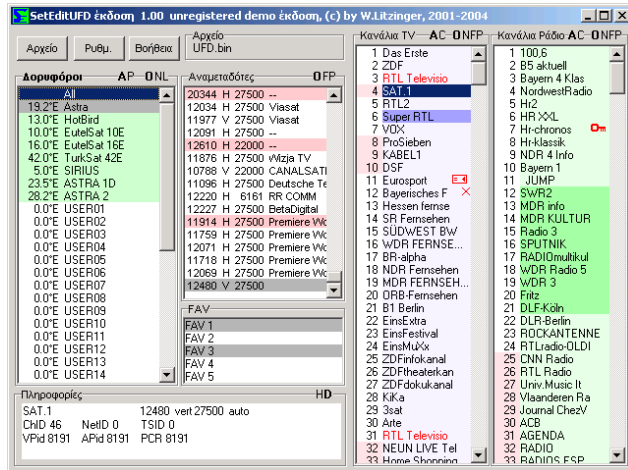 SetEditUFD έκδοση 1.00 unregistered demo έκδοση, (c) by W.Litzinger, 2001-2004
Αρχείο
Ρυθμ.
Βοήθεια
Αρχείο
UFD.bin
Δορυφόροι AP-ONL
All
19.2°E Astra
13.0°E HotBird
10.0°E EutelSat 10E
16.0°E EutelSat 16E
42.0°E TurkSat 42E
5.0°E SIRIUS
23.5°E ASTRA 1D
28.2°E ASTRA 2
0.0°E USER01
0.0°E USER02
0.0°E USER03
0.0°E USER04
0.0°E USER05
0.0°E USER06
0.0°E USER07
0.0°E USER08
0.0°E USER09
0.0°E USER10
0.0°E USER11
0.0°E USER12
0.0°E USER13
0.0°E USER14
Αναμεταδότες OFP
20344 H 27500 --
12034 H 27500 Viasat
11977 V 27500 Viasat
12091 H 27500 --
12610 H 22000 --
11876 H 27500 Wizja TV
10788 V 22000 CANALSATI
11096 H 27500 Deutsche Te
12220 H 6161 RR COMM
12227 H 27500 BetaDigital
11914 H 27500 Premiere Wc
11759 H 27500 Premiere Wc
12071 H 27500 Premiere Wc
11718 H 27500 Premiere Wc
12069 H 27500 Premiere Wc
12480 V 27500
FAV
FAV 1
FAV 2
FAV 3
FAV 4
FAV 5
Πληροφορίες HD
SAT.1 12480 vert 27500 auto
ChID 46 NetID 0 TSID 0
VPid 8191 APid 8191 PCR 8191
Κανάλια TV AC-ONFP
1 Das Erste
2 ZDF
3 RTL Televisio
4 SAT.1
5 RTL2
6 Super RTL
7 VOX
8 ProSieben
9 KABEL1
10 DSF
11 Eurosport
12 Bayerisches F
13 Hessen fernse
14 SR Fernsehen
15 SÜDWEST BW
16 WDR FERNSE...
17 BR-alpha
18 NDR Fernsehen
19 MDR FERNSEH...
20 ORB-Fernsehen
21 B1 Berlin
22 EinsExtra
23 EinsFestival
24 EinsMuXx
25 ZDFinfokanal
26 ZDFtheaterkan
27 ZDFdokukanal
28 KiKa
29 3sat
30 Arte
31 RTL Televisio
32 NEUN LIVE Tel
33 Home Shopping
Κανάλια Ράδιο AC-ONFP
1 100,6
2 B5 aktuell
3 Bayern 4 Klas
4 NordwestRadio
5 Hr2
6 HR XXL
7 Hr-chronos
8 Hr-klassik
9 NDR 4 Info
10 Bayern 1
11 JUMP
12 SWR2
13 MDR info
14 MDR KULTUR
15 Radio 3
16 SPUTNIK
17 RADIOmultikul
18 WDR Radio 5
19 WDR 3
20 Fritz
21 DLF-Köln
22 DLR-Berlin
23 ROCKANTENNE
24 RTLradio-OLDI
25 CNN Radio
26 RTL Radio
27 Univ.Music It
28 Vlaanderen Ra
29 Journal ChezV
30 ACB
31 AGENDA
32 RADIO
33 RADIOS ESP